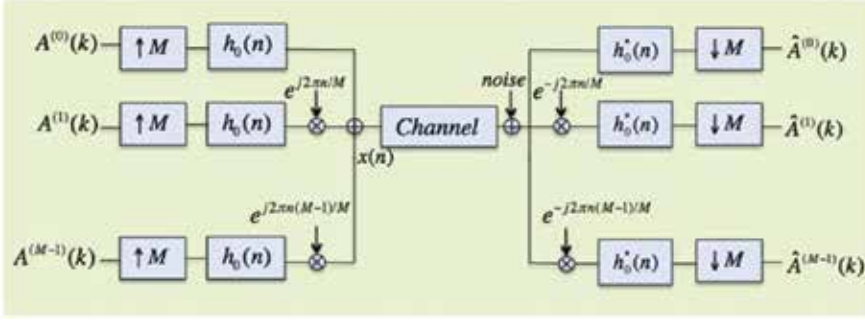 A^{(0)}(k) ↑M h_0(n) h_0^*(n) ↓M Â^{(0)}(k)
e^{j2πn/M} noise e^{-j2πn/M}
A^{(1)}(k) ↑M h_0(n) Channel h_0^*(n) ↓M Â^{(1)}(k)
x(n)
e^{j2πn(M-1)/M} e^{-j2πn(M-1)/M}
A^{(M-1)}(k) ↑M h_0(n) h_0^*(n) ↓M Â^{(M-1)}(k)